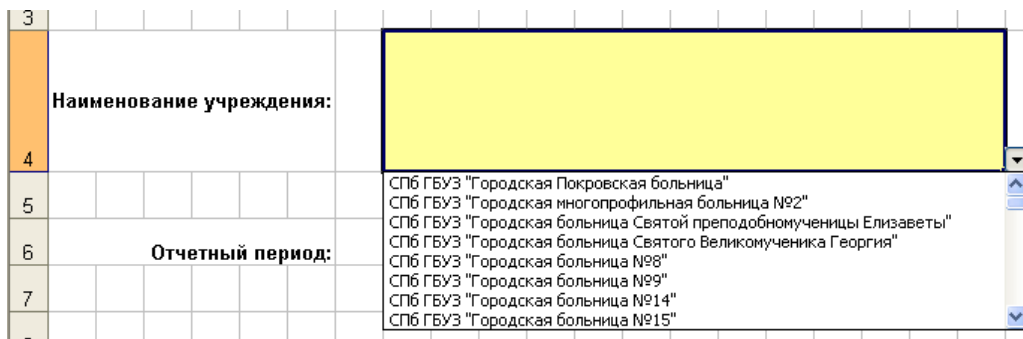 3
Наименование учреждения:
4
СПб ГБУЗ "Городская Покровская больница"
СПб ГБУЗ "Городская многопрофильная больница №2"
5
СПб ГБУЗ "Городская больница Святой преподобномученицы Елизаветы"
СПб ГБУЗ "Городская больница Святого Великомученика Георгия"
6
Отчетный период:
СПб ГБУЗ "Городская больница №8"
СПб ГБУЗ "Городская больница №9"
7
СПб ГБУЗ "Городская больница №14"
СПб ГБУЗ "Городская больница №15"